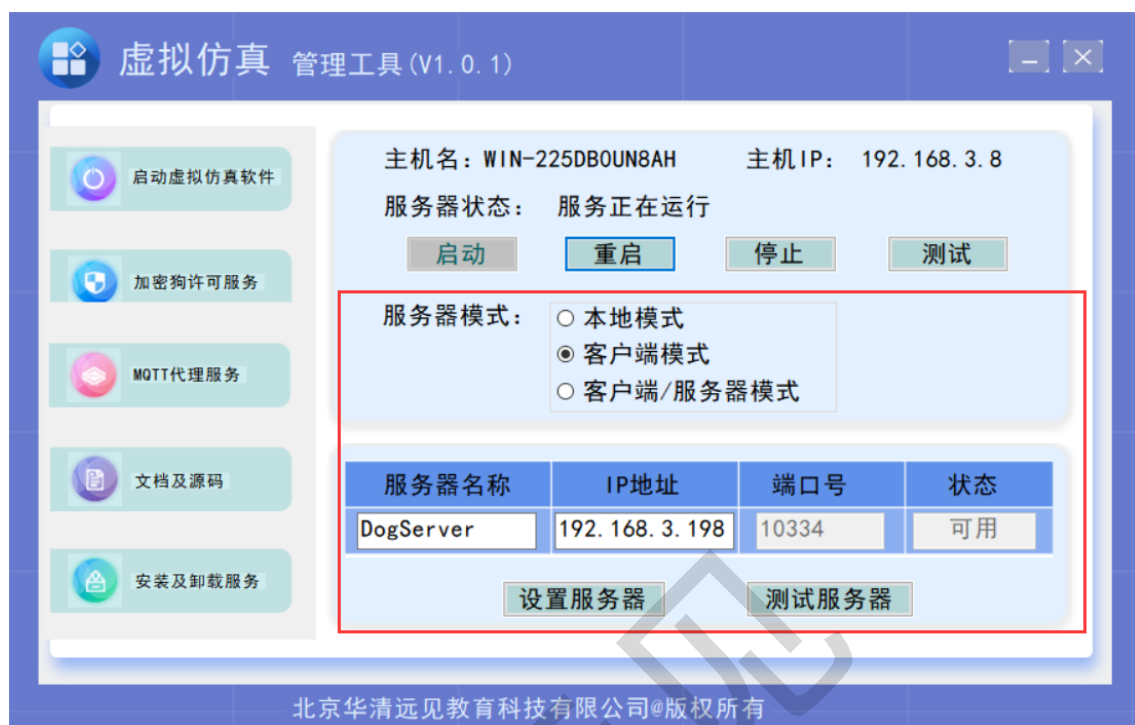 虚拟仿真 管理工具(V1.0.1)
启动虚拟仿真软件
加密狗许可服务
MQTT代理服务
文档及源码
安装及卸载服务
主机名：WIN-225DB0UN8AH 主机IP： 192.168.3.8
服务器状态： 服务正在运行
启动 重启 停止 测试
服务器模式： 本地模式
客户端模式
客户端/服务器模式
服务器名称 IP地址 端口号 状态
DogServer 192.168.3.198 10334 可用
设置服务器 测试服务器
北京华清远见教育科技有限公司@版权所有
见